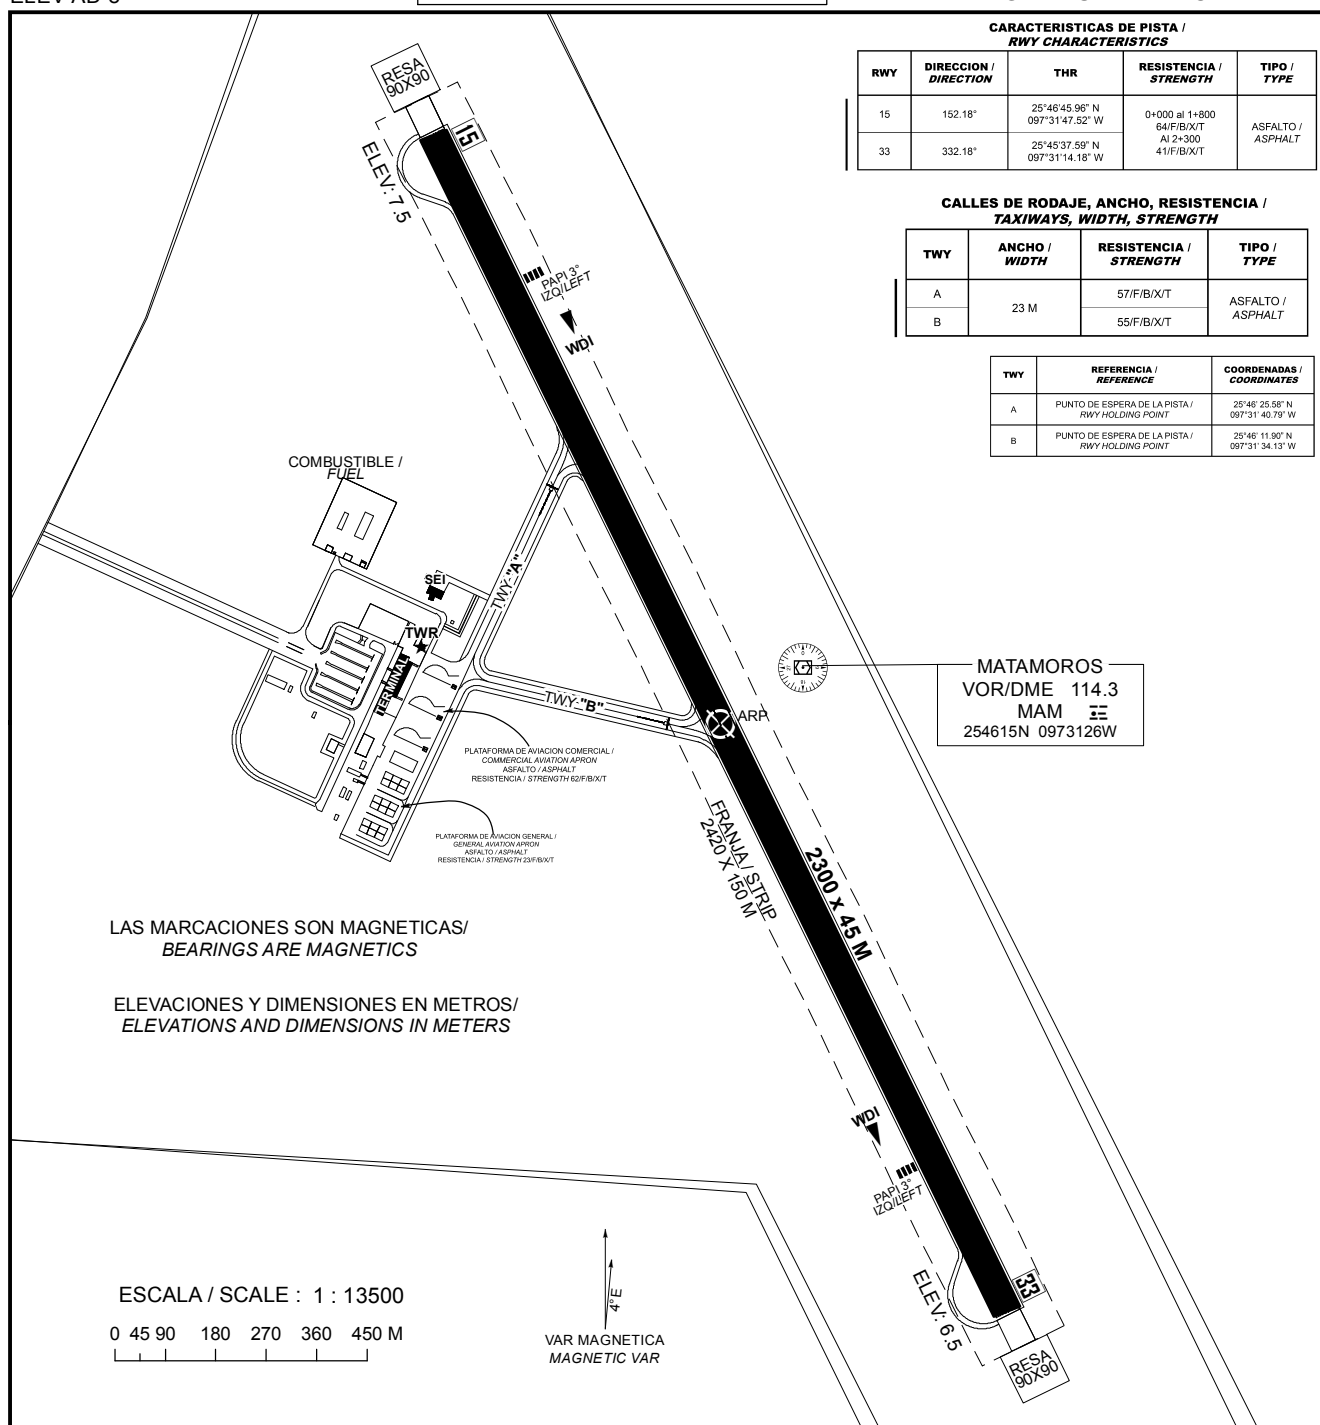 CARACTERISTICAS DE PISTA /
RWY CHARACTERISTICS
RWY DIRECCION / DIRECTION THR RESISTENCIA / STRENGTH TIPO / TYPE
15 152.18° 25°46'45.96" N 097°31'47.52" W
33 332.18° 25°45'37.59" N 097°31'14.18" W
0+000 al 1+800
64/F/B/X/T
Al 2+300
41/F/B/X/T
ASFALTO /
ASPHALT
CALLES DE RODAJE, ANCHO, RESISTENCIA /
TAXIWAYS, WIDTH, STRENGTH
TWY ANCHO / WIDTH RESISTENCIA / STRENGTH TIPO / TYPE
A 57/F/B/X/T
23 M
B 55/F/B/X/T
ASFALTO /
ASPHALT
TWY REFERENCIA / REFERENCE COORDENADAS / COORDINATES
A PUNTO DE ESPERA DE LA PISTA / RWY HOLDING POINT 25°46' 25.58" N 097°31' 40.79" W
B PUNTO DE ESPERA DE LA PISTA / RWY HOLDING POINT 25°46' 11.90" N 097°31' 34.13" W
RESA
90X90
15
ELEV: 7.5
PAPI 3°
IZQ/LEFT
WDI
COMBUSTIBLE /
FUEL
SEI
TWY-"A"
TWR
TERMINAL
TWY-"B"
ARP
MATAMOROS
VOR/DME 114.3
MAM
254615N 0973126W
PLATAFORMA DE AVIACION COMERCIAL /
COMMERCIAL AVIATION APRON
ASFALTO / ASPHALT
RESISTENCIA / STRENGTH 62/F/B/X/T
PLATAFORMA DE AVIACION GENERAL /
GENERAL AVIATION APRON
ASFALTO / ASPHALT
RESISTENCIA / STRENGTH 23/F/B/X/T
FRANJA / STRIP
2420 X 150 M
2300 x 45 M
LAS MARCACIONES SON MAGNETICAS/
BEARINGS ARE MAGNETICS
ELEVACIONES Y DIMENSIONES EN METROS/
ELEVATIONS AND DIMENSIONS IN METERS
WDI
PAPI 3°
IZQ/LEFT
33
ELEV: 6.5
RESA
90X90
ESCALA / SCALE : 1 : 13500
0 45 90 180 270 360 450 M
4°E
VAR MAGNETICA
MAGNETIC VAR